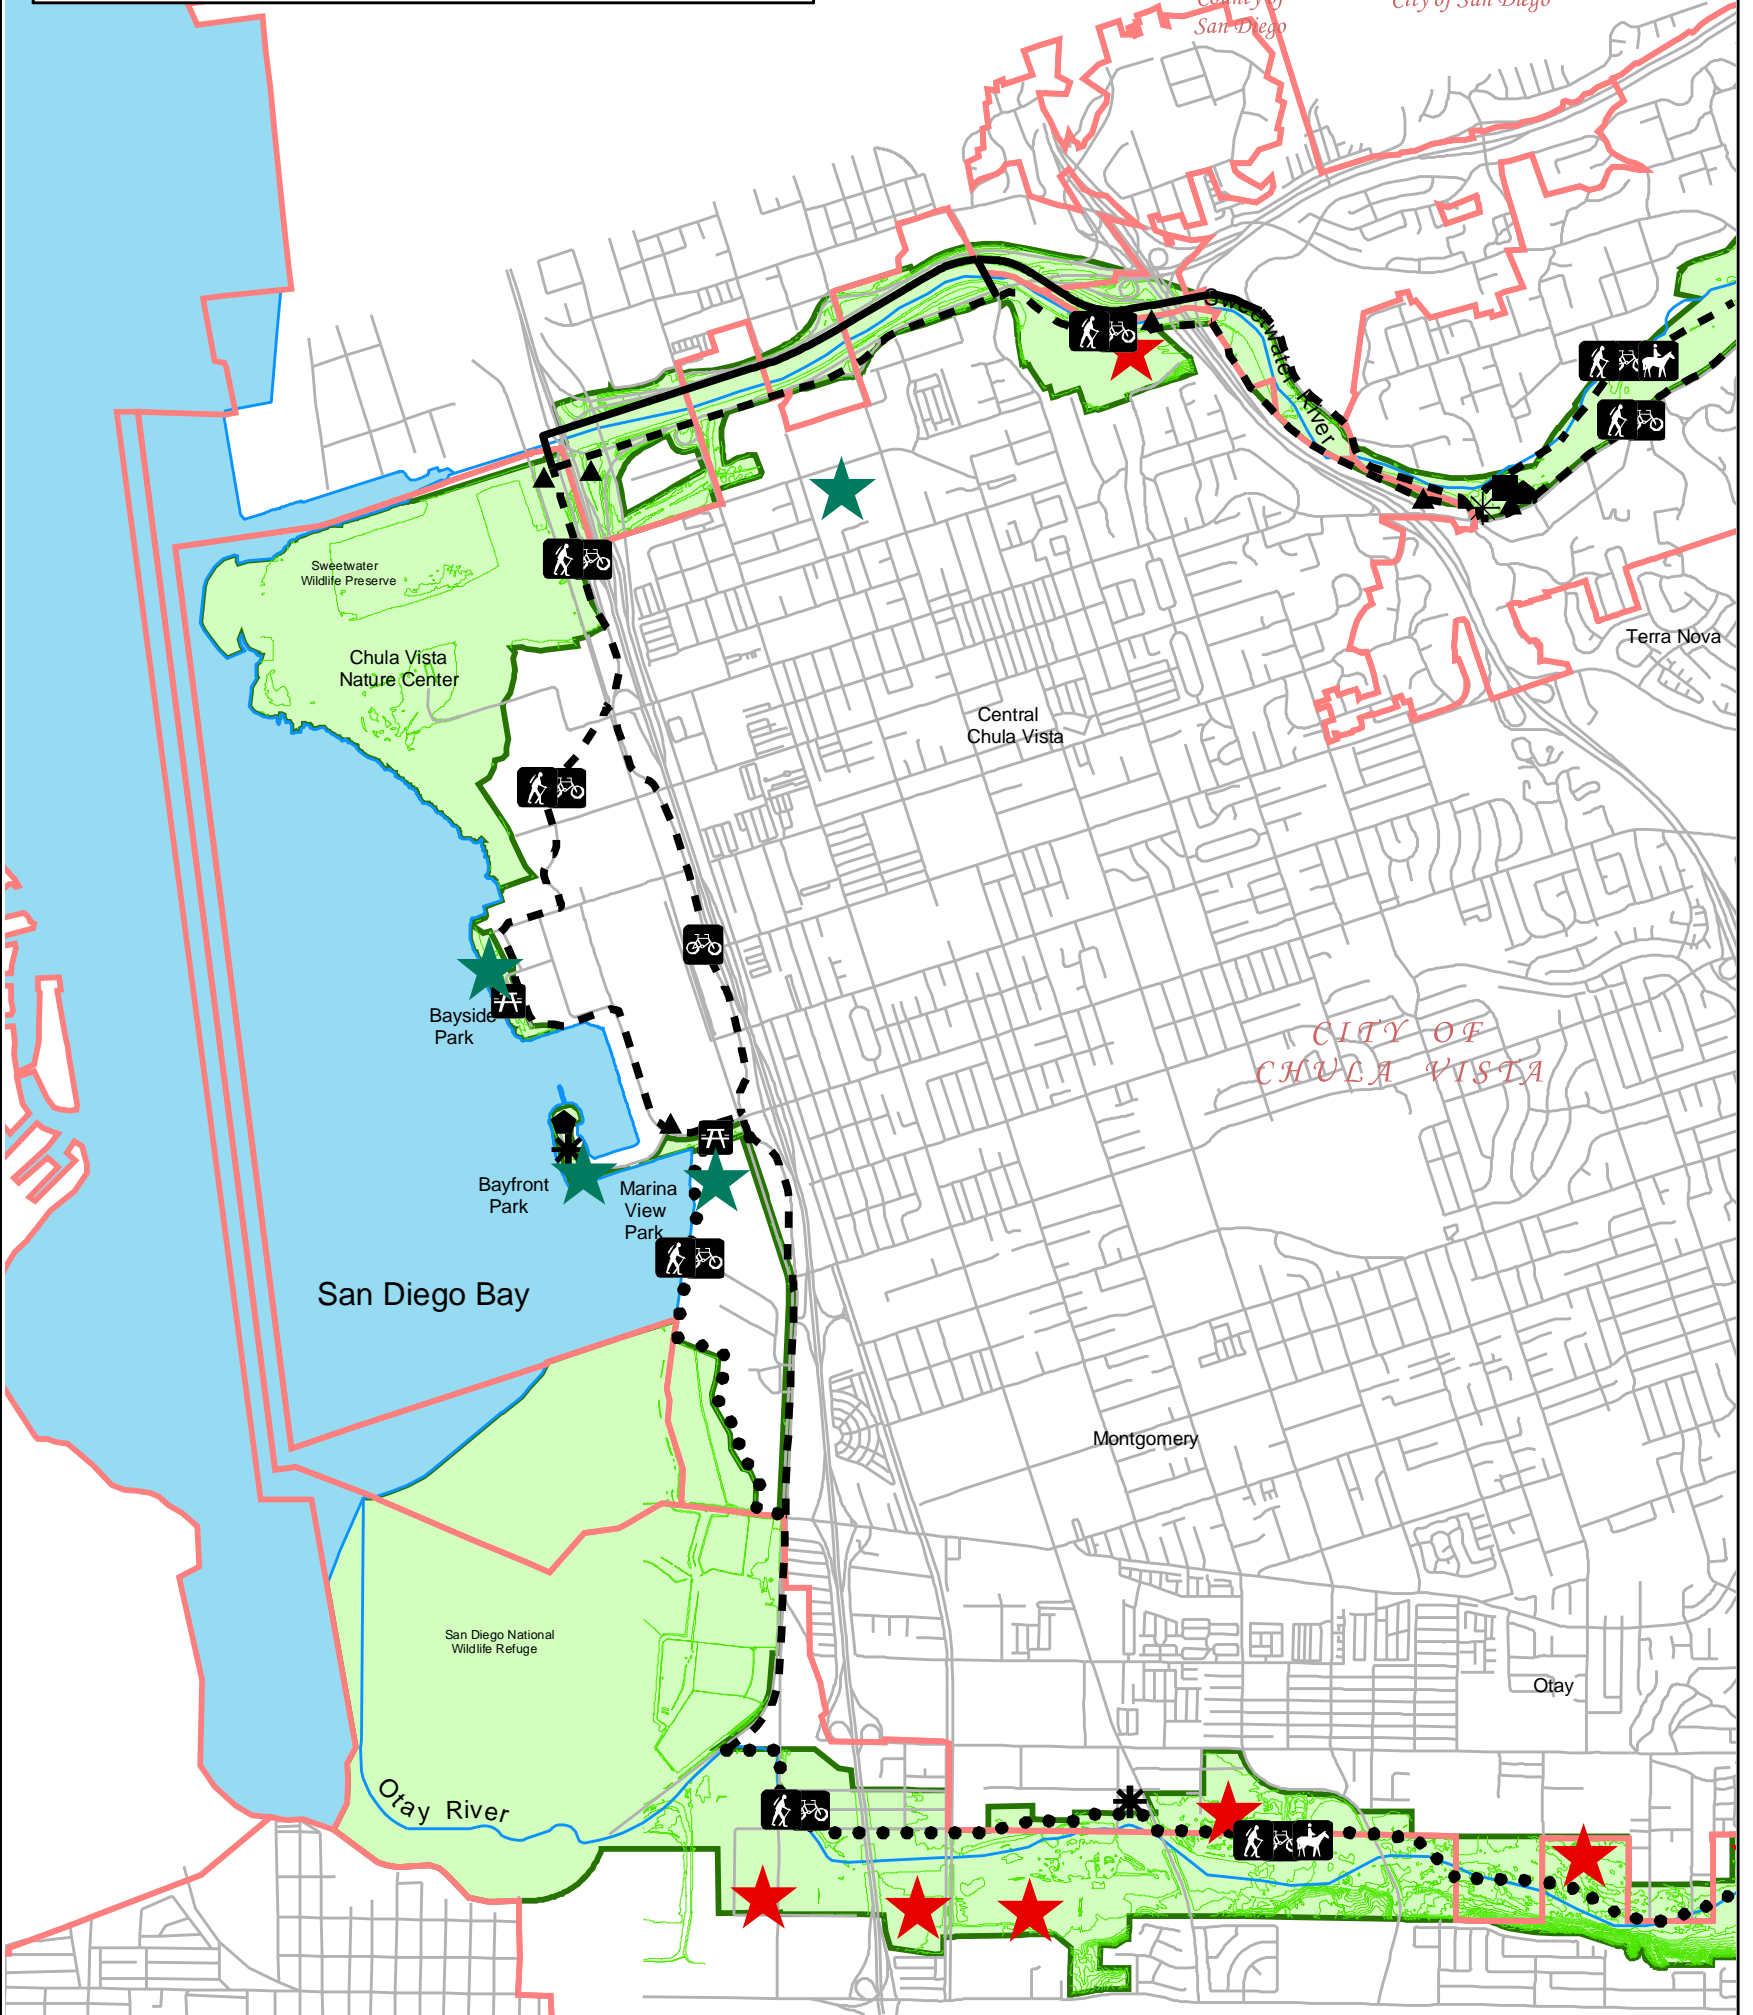 County of
San Diego
City of San Diego
Sweetwater River
Sweetwater
Wildlife Preserve
Chula Vista
Nature Center
Terra Nova
Central
Chula Vista
Bayside
Park
CITY OF
CHULA VISTA
Bayfront
Park
Marina
View
Park
San Diego Bay
Montgomery
San Diego National
Wildlife Refuge
Otay
Otay River